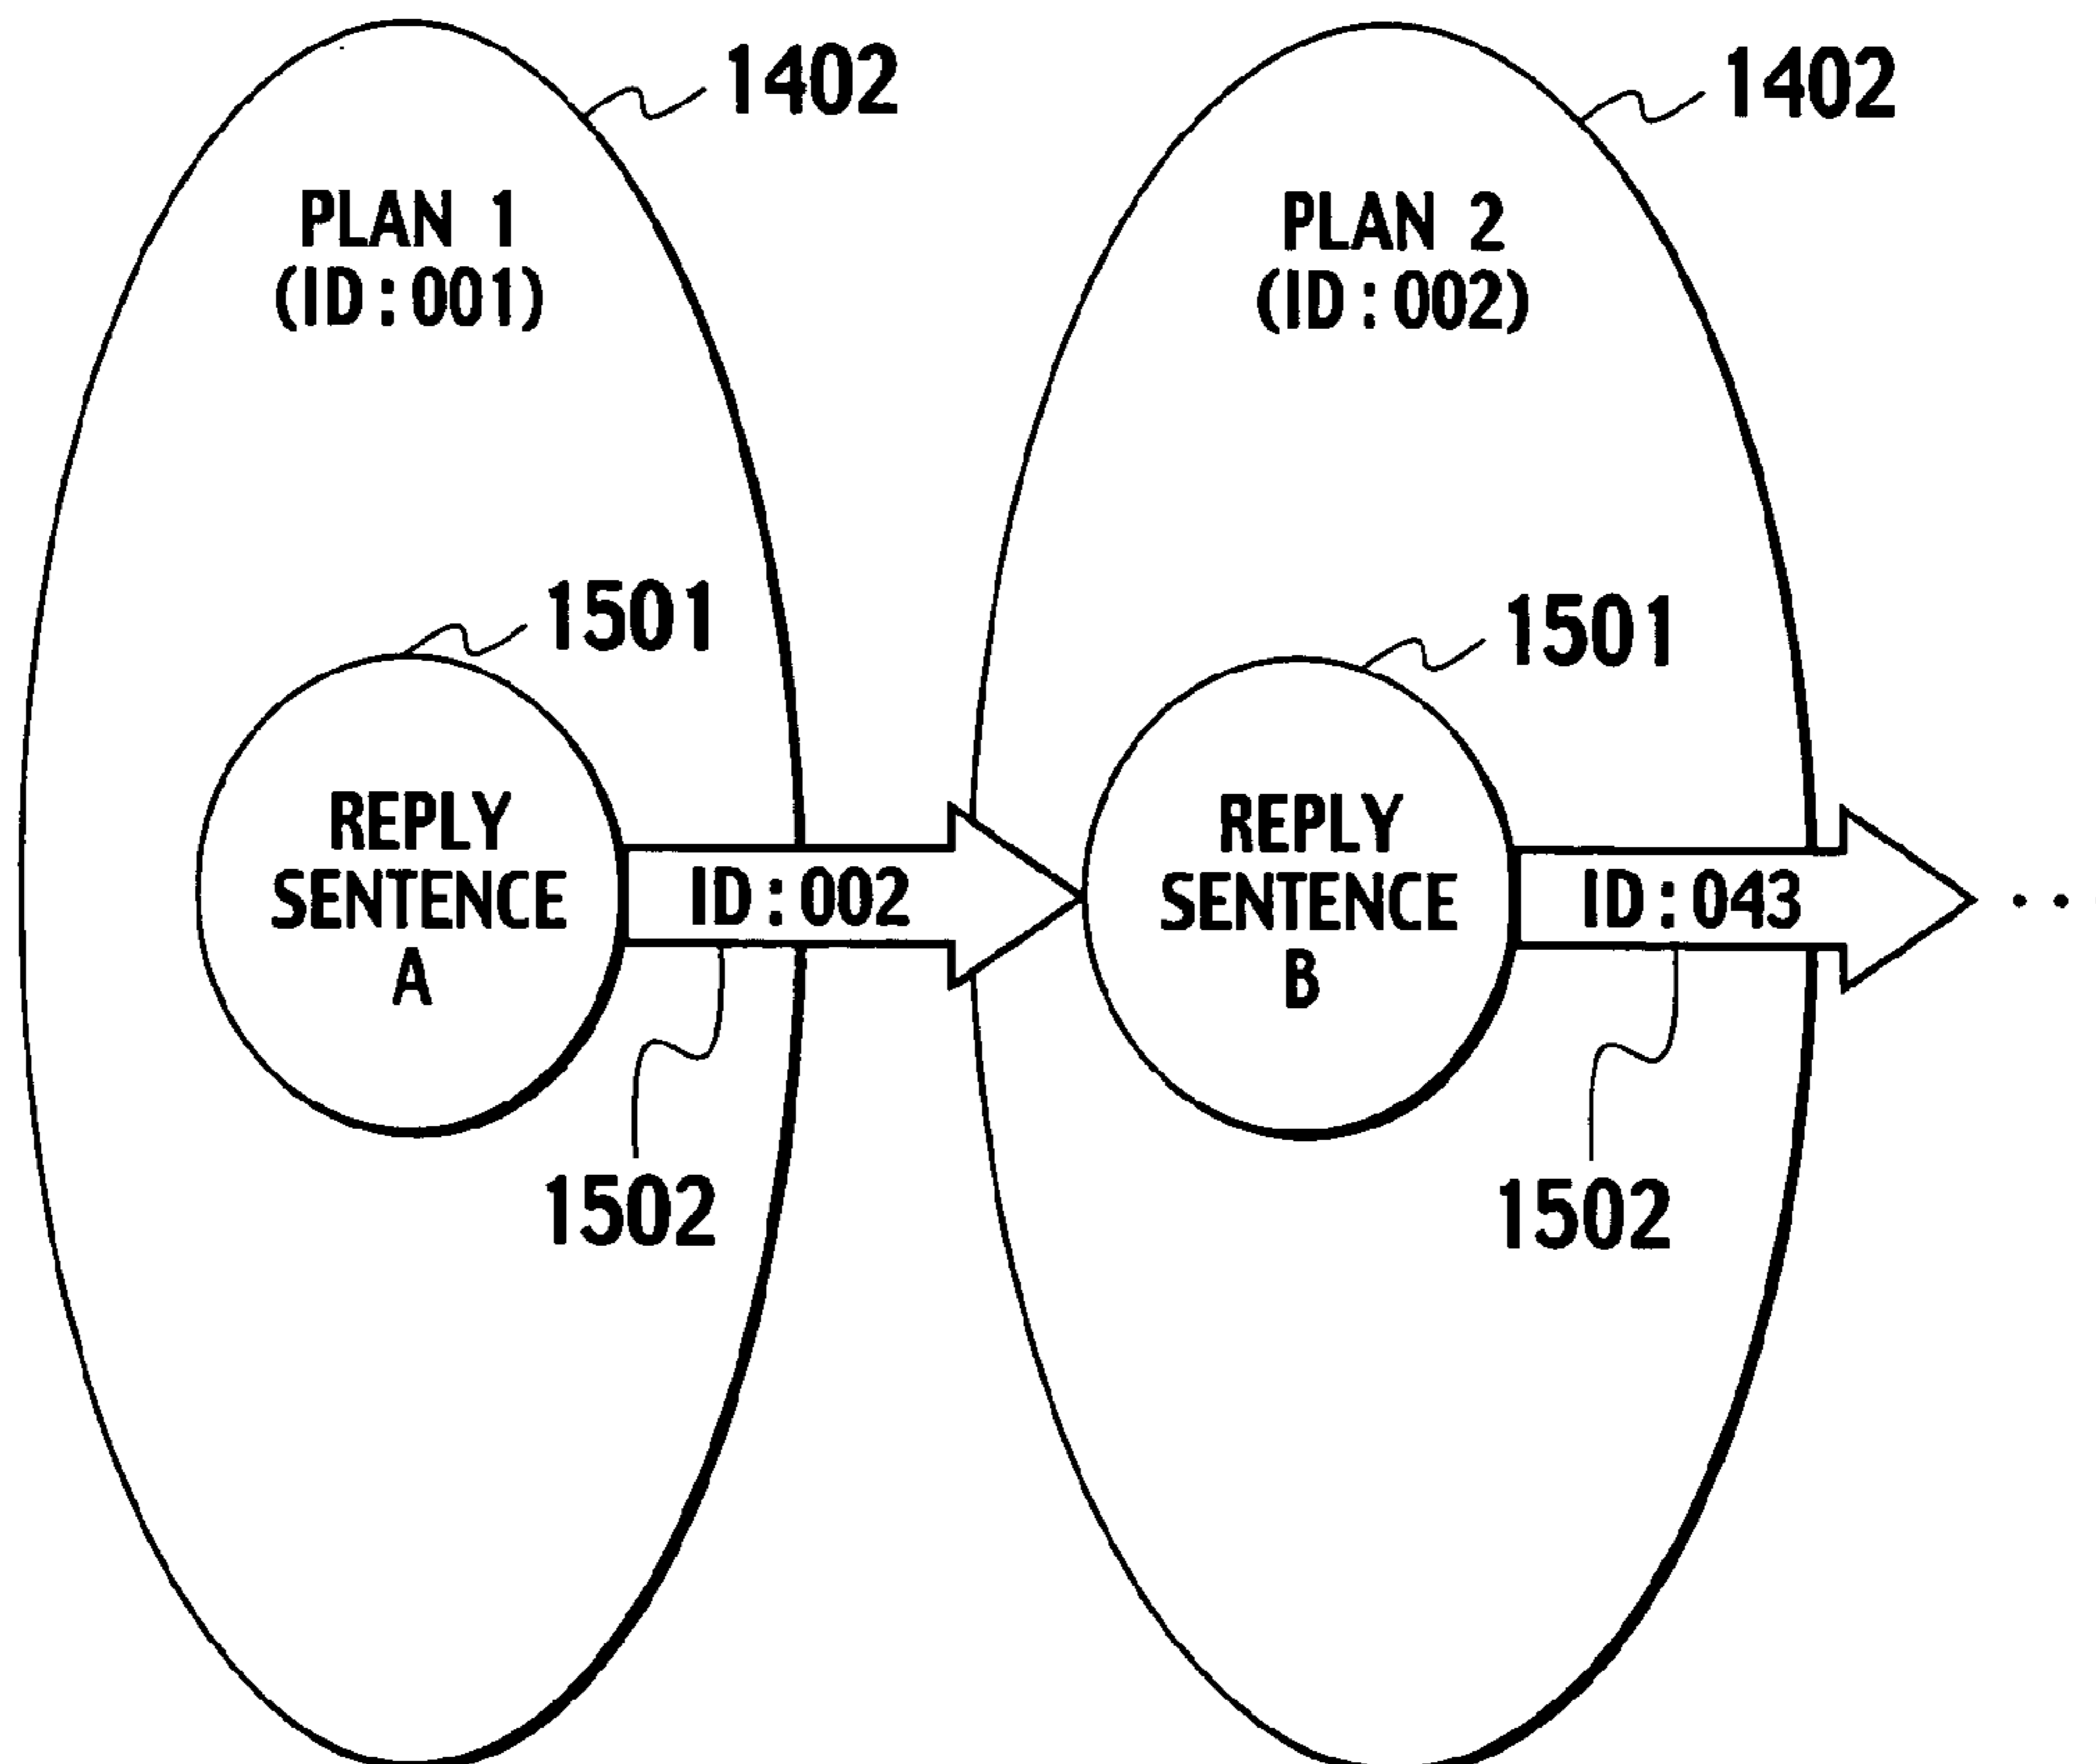 1402
1402
PLAN 1
(ID:001)
PLAN 2
(ID:002)
1501
1501
REPLY
SENTENCE
A
ID:002
REPLY
SENTENCE
B
ID:043
• •
1502
1502